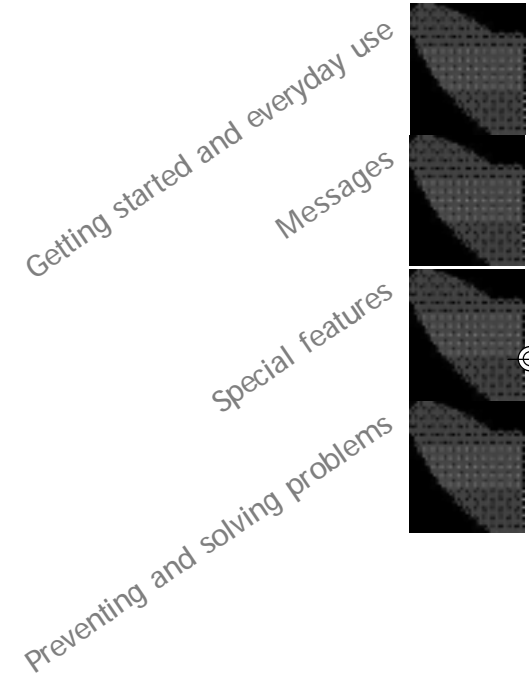 Getting started and everyday use
Messages
Special features
Preventing and solving problems